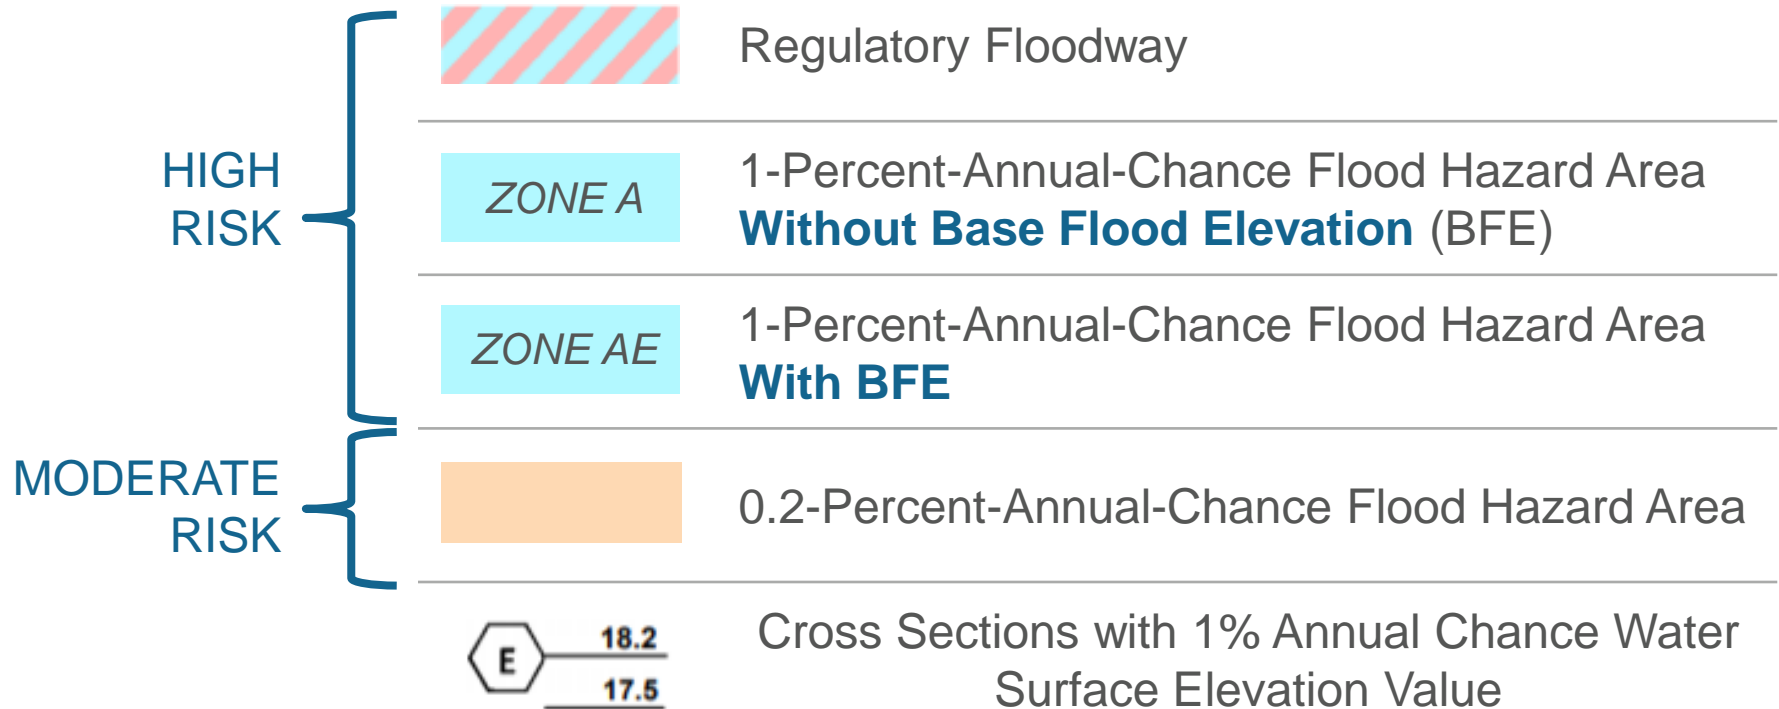 Regulatory Floodway
HIGH
RISK
ZONE A
1-Percent-Annual-Chance Flood Hazard Area
Without Base Flood Elevation (BFE)
ZONE AE
1-Percent-Annual-Chance Flood Hazard Area
With BFE
MODERATE
RISK
0.2-Percent-Annual-Chance Flood Hazard Area
E
18.2
17.5
Cross Sections with 1% Annual Chance Water
Surface Elevation Value